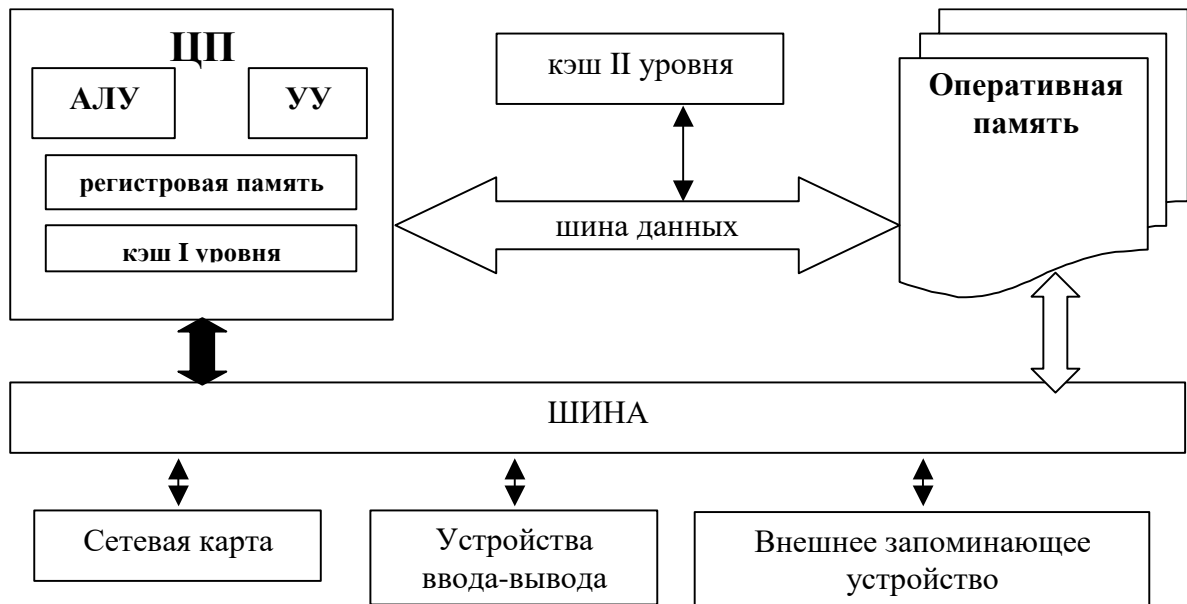 ЦП
АЛУ
УУ
регистровая память
кэш I уровня
кэш II уровня
шина данных
Оперативная
память
ШИНА
Сетевая карта
Устройства
ввода-вывода
Внешнее запоминающее
устройство